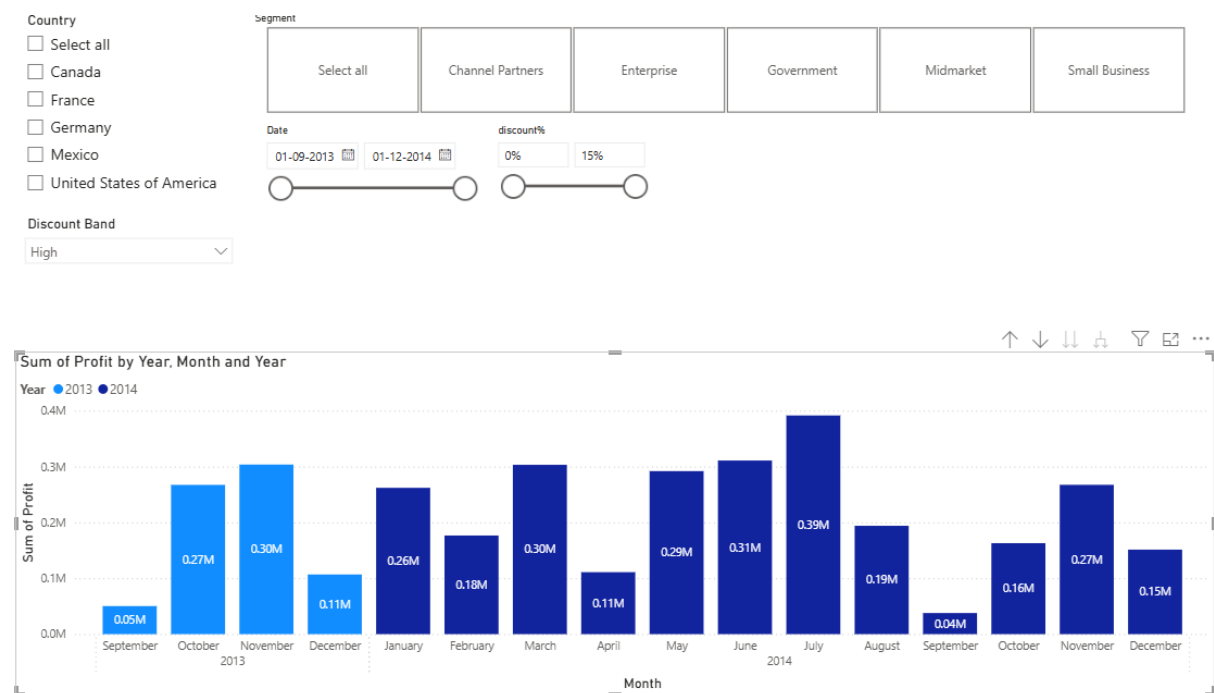 Country
Select all
Canada
France
Germany
Mexico
United States of America
Discount Band
High
Segment
Select all
Channel Partners
Enterprise
Government
Midmarket
Small Business
Date
01-09-2013
01-12-2014
discount%
0%
15%
Sum of Profit by Year, Month and Year
Year 2013 2014
Sum of Profit
0.4M
0.3M
0.2M
0.1M
0.0M
0.05M
0.27M
0.30M
0.11M
0.26M
0.18M
0.30M
0.11M
0.29M
0.31M
0.39M
0.19M
0.04M
0.16M
0.27M
0.15M
September October November December January February March April May June July August September October November December
2013 2014
Month